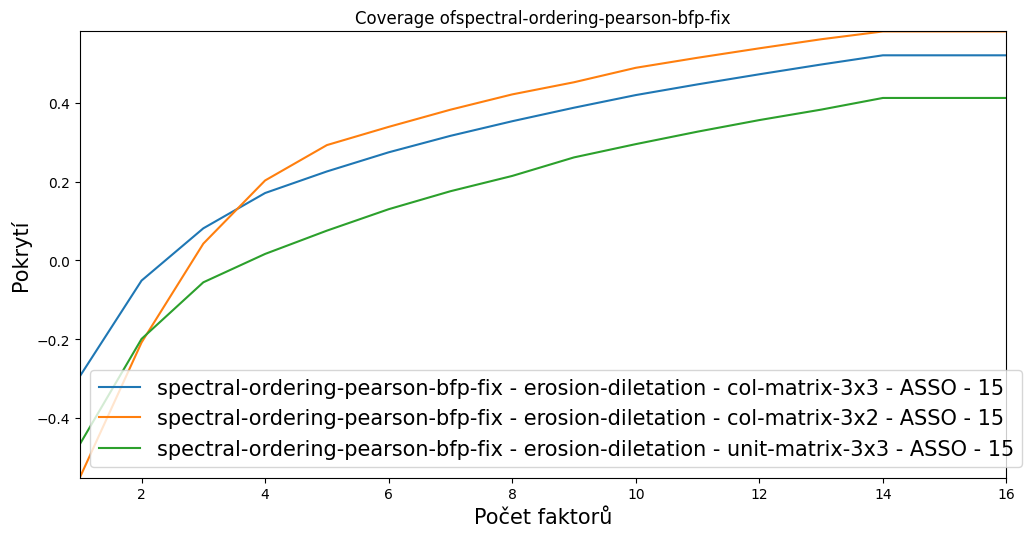 Coverage ofspectral-ordering-pearson-bfp-fix
Pokrytí
0.4
0.2
0.0
−0.2
−0.4
spectral-ordering-pearson-bfp-fix - erosion-diletation - col-matrix-3x3 - ASSO - 15
spectral-ordering-pearson-bfp-fix - erosion-diletation - col-matrix-3x2 - ASSO - 15
spectral-ordering-pearson-bfp-fix - erosion-diletation - unit-matrix-3x3 - ASSO - 15
2 4 6 8 10 12 14 16
Počet faktorů